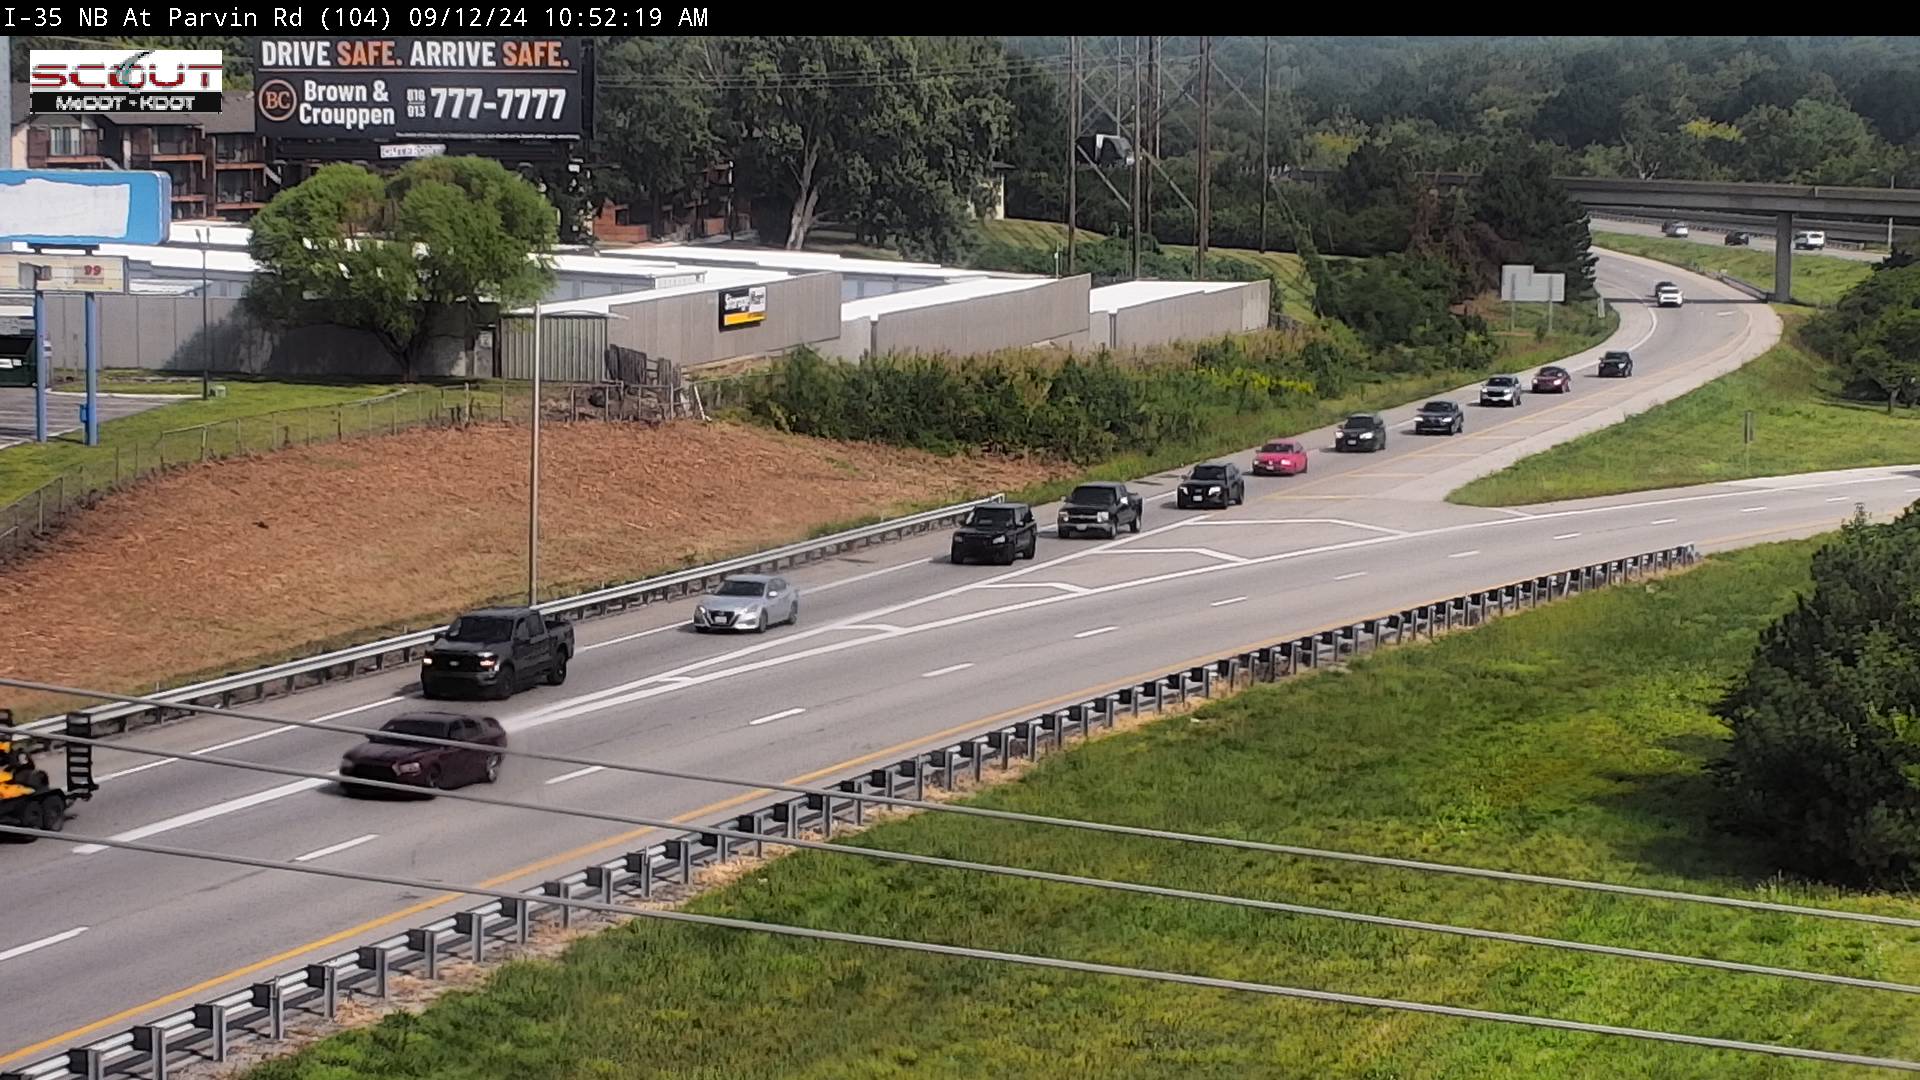 I-35 NB At Parvin Rd (104) 09/12/24 10:52:19 AM
SCOUT
MoDOT - KDOT
DRIVE SAFE. ARRIVE SAFE.
BC
Brown &
Crouppen
816
913
777-7777
99